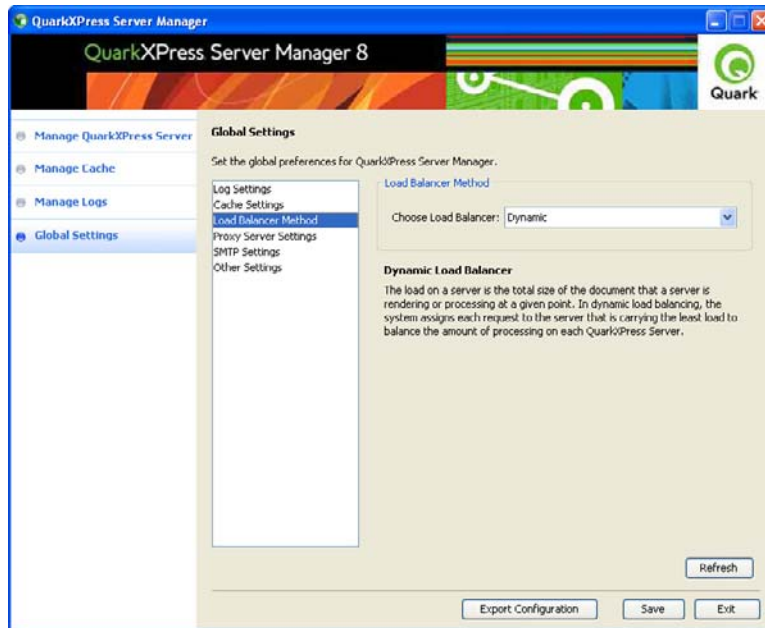 QuarkXPress Server Manager
QuarkXPress Server Manager 8
Quark
Manage QuarkXPress Server
Manage Cache
Manage Logs
Global Settings
Global Settings
Set the global preferences for QuarkXPress Server Manager.
Log Settings
Cache Settings
Load Balancer Method
Proxy Server Settings
SMTP Settings
Other Settings
Load Balancer Method
Choose Load Balancer: Dynamic
Dynamic Load Balancer
The load on a server is the total size of the document that a server is
rendering or processing at a given point. In dynamic load balancing, the
system assigns each request to the server that is carrying the least load to
balance the amount of processing on each QuarkXPress Server.
Refresh
Export Configuration Save Exit